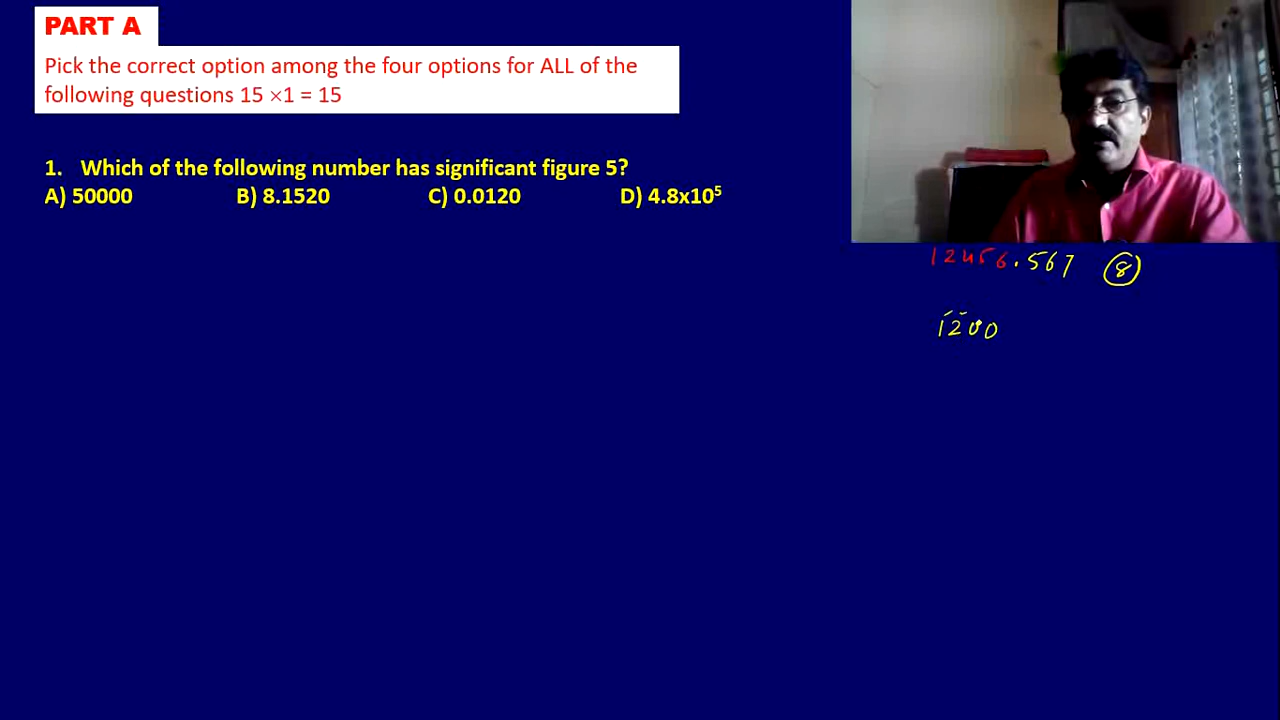 PART A
Pick the correct option among the four options for ALL of the
following questions 15 ×1 = 15
1. Which of the following number has significant figure 5?
A) 50000 B) 8.1520 C) 0.0120 D) 4.8x10⁵
12456.567 8
1200